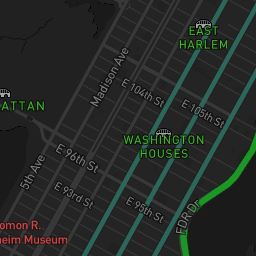 EAST
HARLEM
Madison Ave
E 104th St
E 105th St
ATTAN
WASHINGTON
HOUSES
E 96th St
5th Ave
E 93rd St
E 95th St
FDR Dr
omon R.
heim Museum